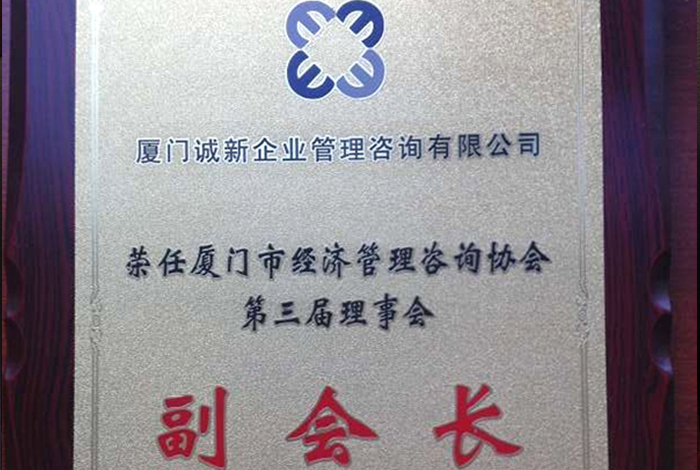 厦门诚新企业管理咨询有限公司
荣任厦门市经济管理咨询协会
第三届理事会
副会长